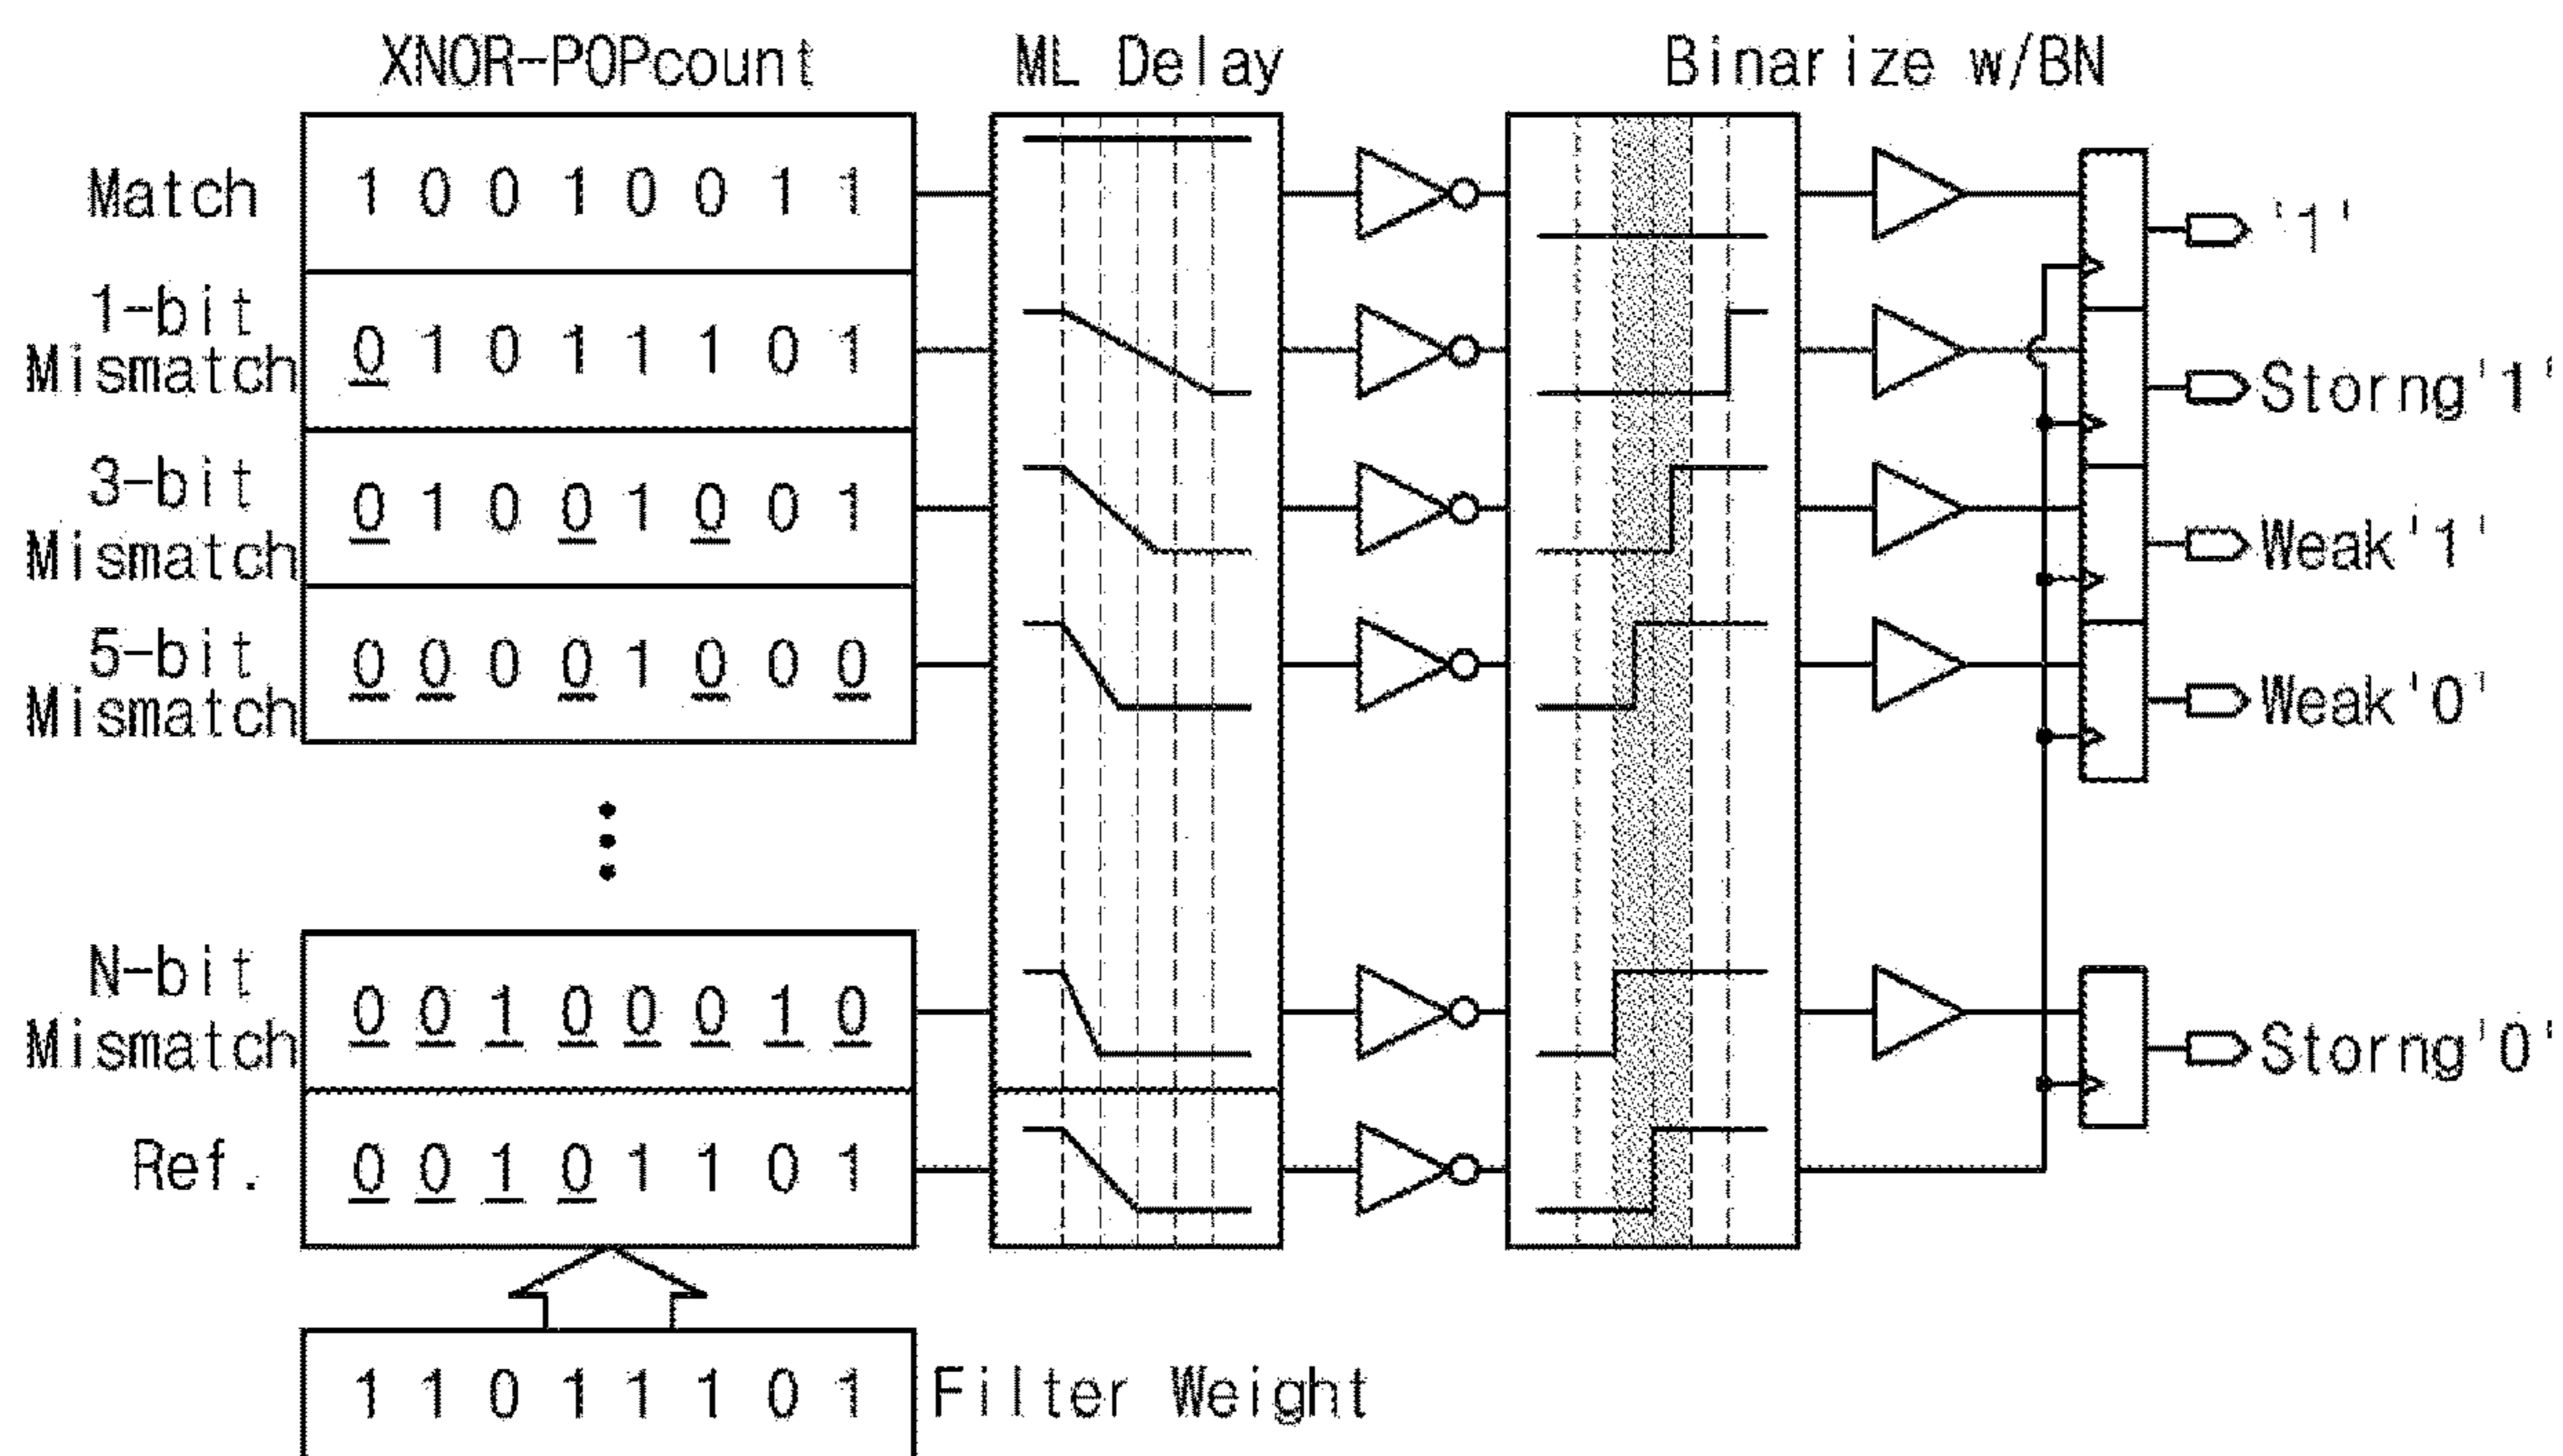 XNOR-POPcount ML Delay Binarize w/BN
Match 1 0 0 1 0 0 1 1 '1'
1-bit
Mismatch 0 1 0 1 1 1 0 1 Storng'1'
3-bit
Mismatch 0 1 0 0 1 0 0 1 Weak'1'
5-bit
Mismatch 0 0 0 0 1 0 0 0 Weak'0'
N-bit
Mismatch 0 0 1 0 0 0 1 0 Storng'0'
Ref. 0 0 1 0 1 1 0 1
1 1 0 1 1 1 0 1 Filter Weight